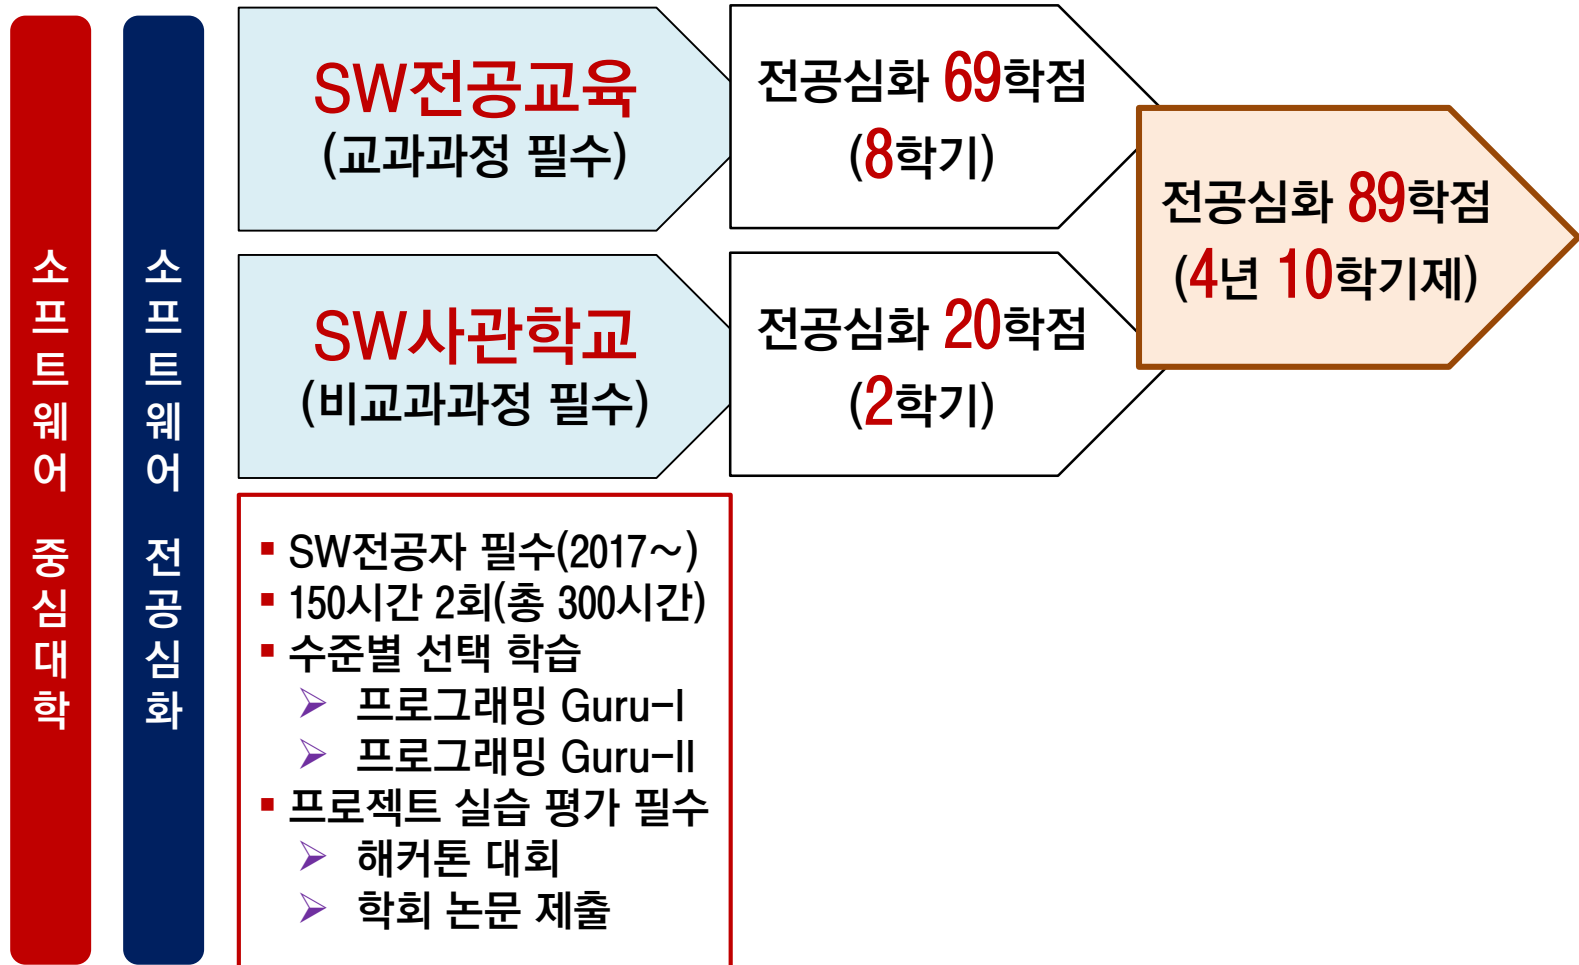 소프트웨어 중심대학
소프트웨어 전공심화
SW전공교육
(교과과정 필수)
전공심화 69학점
(8학기)
전공심화 89학점
(4년 10학기제)
SW사관학교
(비교과과정 필수)
전공심화 20학점
(2학기)
▪ SW전공자 필수(2017~)
▪ 150시간 2회(총 300시간)
▪ 수준별 선택 학습
➢ 프로그래밍 Guru-I
➢ 프로그래밍 Guru-II
▪ 프로젝트 실습 평가 필수
➢ 해커톤 대회
➢ 학회 논문 제출